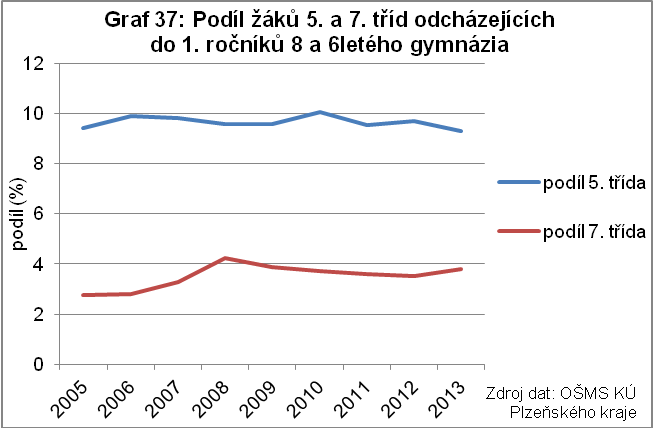 Graf 37: Podíl žáků 5. a 7. tříd odcházejících
do 1. ročníků 8 a 6letého gymnázia
podíl (%)
12
10
8
6
4
2
0
2005
2006
2007
2008
2009
2010
2011
2012
2013
podíl 5. třída
podíl 7. třída
Zdroj dat: OŠMS KÚ
Plzeňského kraje